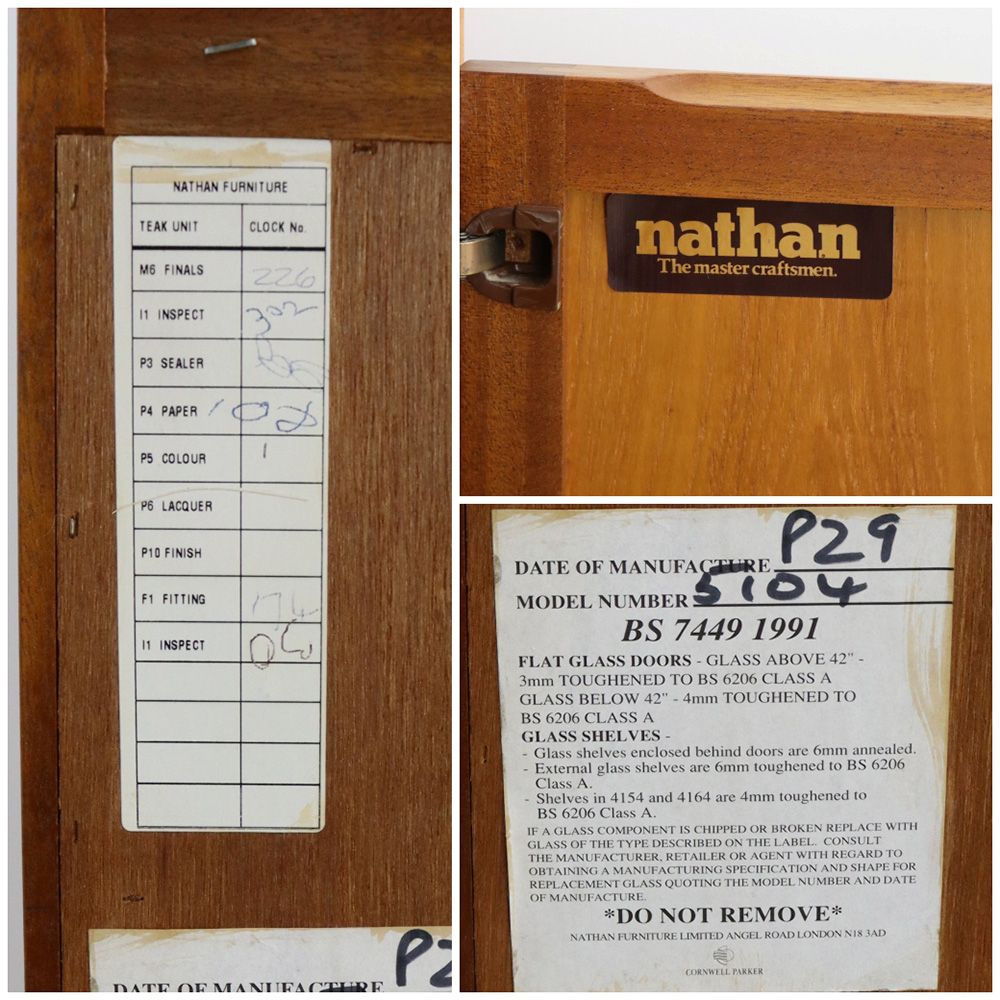 NATHAN FURNITURE
TEAK UNIT CLOCK No.
M6 FINALS 226
I1 INSPECT 302
P3 SEALER
P4 PAPER
P5 COLOUR 1
P6 LACQUER
P10 FINISH
F1 FITTING 174
I1 INSPECT
DATE OF MANUFACTURE
nathan
The master craftsmen.
DATE OF MANUFACTURE P29
MODEL NUMBER 5104
BS 7449 1991
FLAT GLASS DOORS - GLASS ABOVE 42" -
3mm TOUGHENED TO BS 6206 CLASS A
GLASS BELOW 42" - 4mm TOUGHENED TO
BS 6206 CLASS A
GLASS SHELVES -
- Glass shelves enclosed behind doors are 6mm annealed.
- External glass shelves are 6mm toughened to BS 6206
Class A.
- Shelves in 4154 and 4164 are 4mm toughened to
BS 6206 Class A.
IF A GLASS COMPONENT IS CHIPPED OR BROKEN REPLACE WITH
GLASS OF THE TYPE DESCRIBED ON THE LABEL. CONSULT
THE MANUFACTURER, RETAILER OR AGENT WITH REGARD TO
OBTAINING A MANUFACTURING SPECIFICATION AND SHAPE FOR
REPLACEMENT GLASS QUOTING THE MODEL NUMBER AND DATE
OF MANUFACTURE.
*DO NOT REMOVE*
NATHAN FURNITURE LIMITED ANGEL ROAD LONDON N18 3AD
CORNWELL PARKER